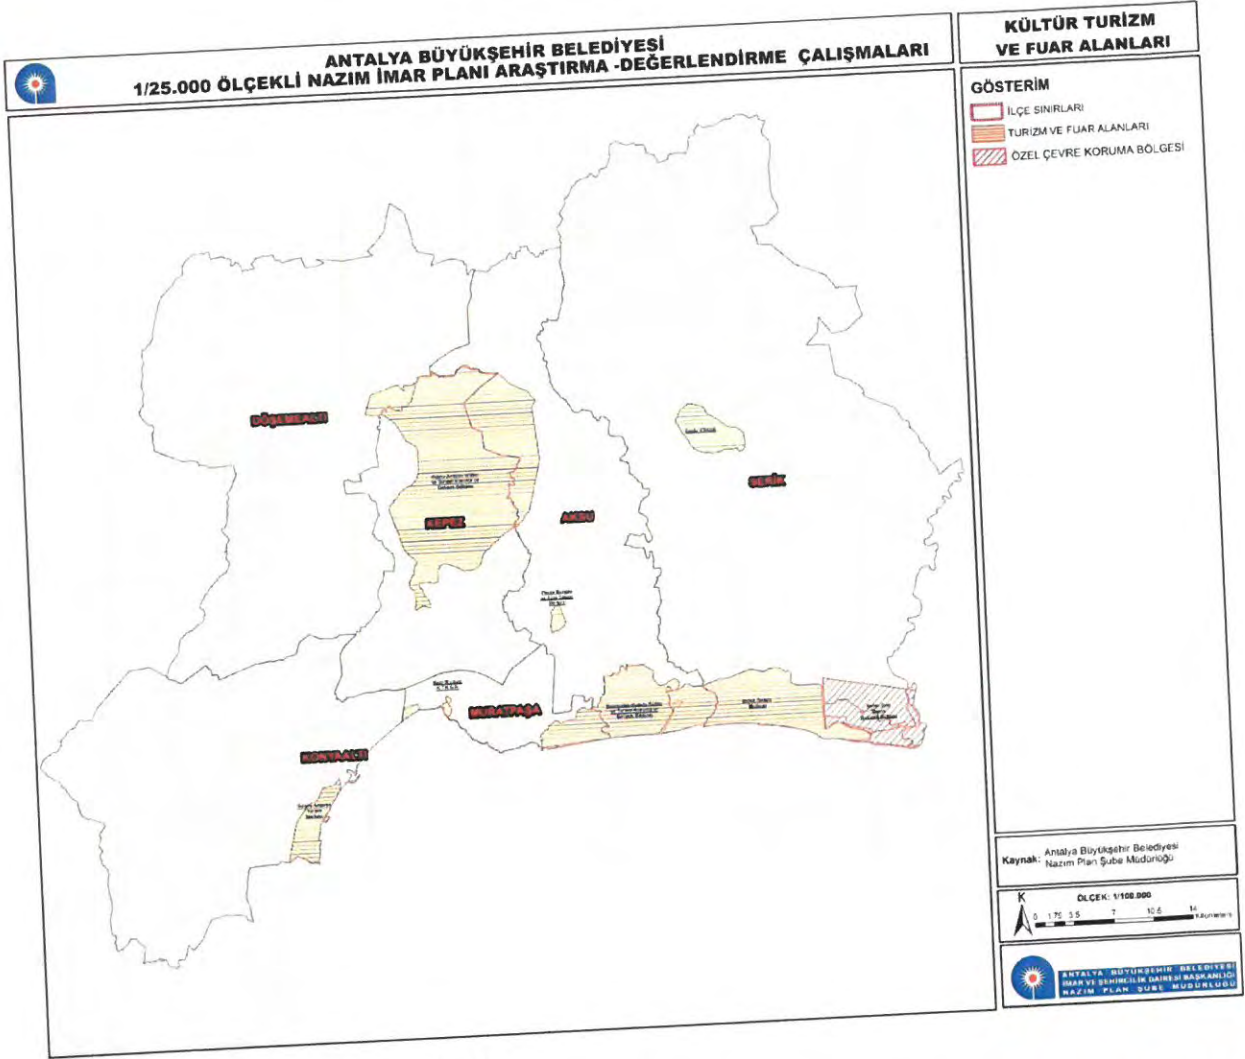 ANTALYA BÜYÜKŞEHİR BELEDİYESİ
1/25.000 ÖLÇEKLİ NAZIM İMAR PLANI ARAŞTIRMA -DEĞERLENDİRME ÇALIŞMALARI
KÜLTÜR TURİZM
VE FUAR ALANLARI
GÖSTERİM
İLÇE SINIRLARI
TURİZM VE FUAR ALANLARI
ÖZEL ÇEVRE KORUMA BÖLGESİ
DÖŞEMEALTI
KEPEZ
AKSU
SERİK
MURATPAŞA
KONYAALTI
Kaynak: Antalya Büyükşehir Belediyesi
Nazım Plan Şube Müdürlüğü
K
ÖLÇEK: 1/100.000
0 1.75 3.5 7 10.5 14
Kilometers
ANTALYA BÜYÜKŞEHİR BELEDİYESİ
İMAR VE ŞEHİRCİLİK DAİRESİ BAŞKANLIĞI
NAZIM PLAN ŞUBE MÜDÜRLÜĞÜ